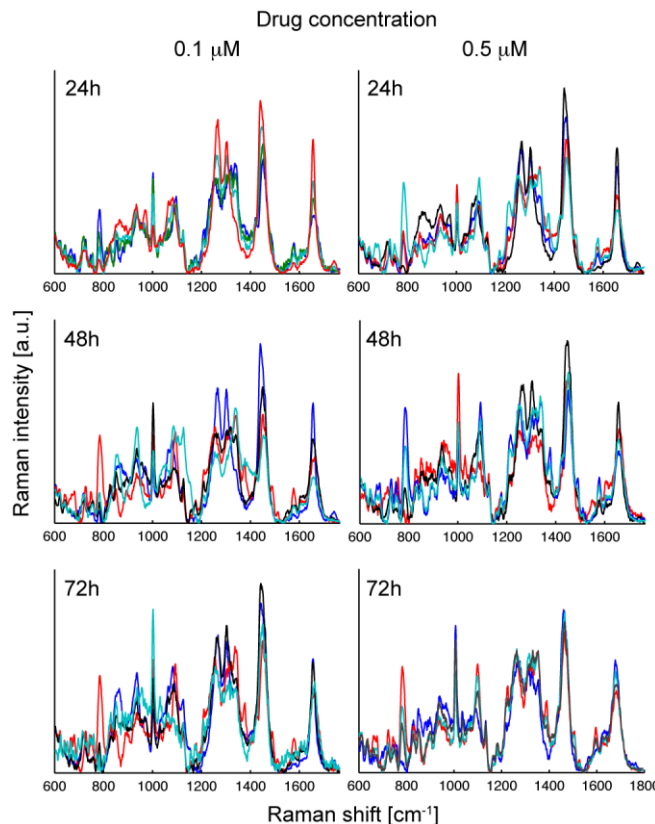 Drug concentration
0.1 μM 0.5 μM
24h 24h
600 800 1000 1200 1400 1600 600 800 1000 1200 1400 1600
48h 48h
Raman intensity [a.u.]
600 800 1000 1200 1400 1600 600 800 1000 1200 1400 1600
72h 72h
600 800 1000 1200 1400 1600 600 800 1000 1200 1400 1600 1800
Raman shift [cm⁻¹]